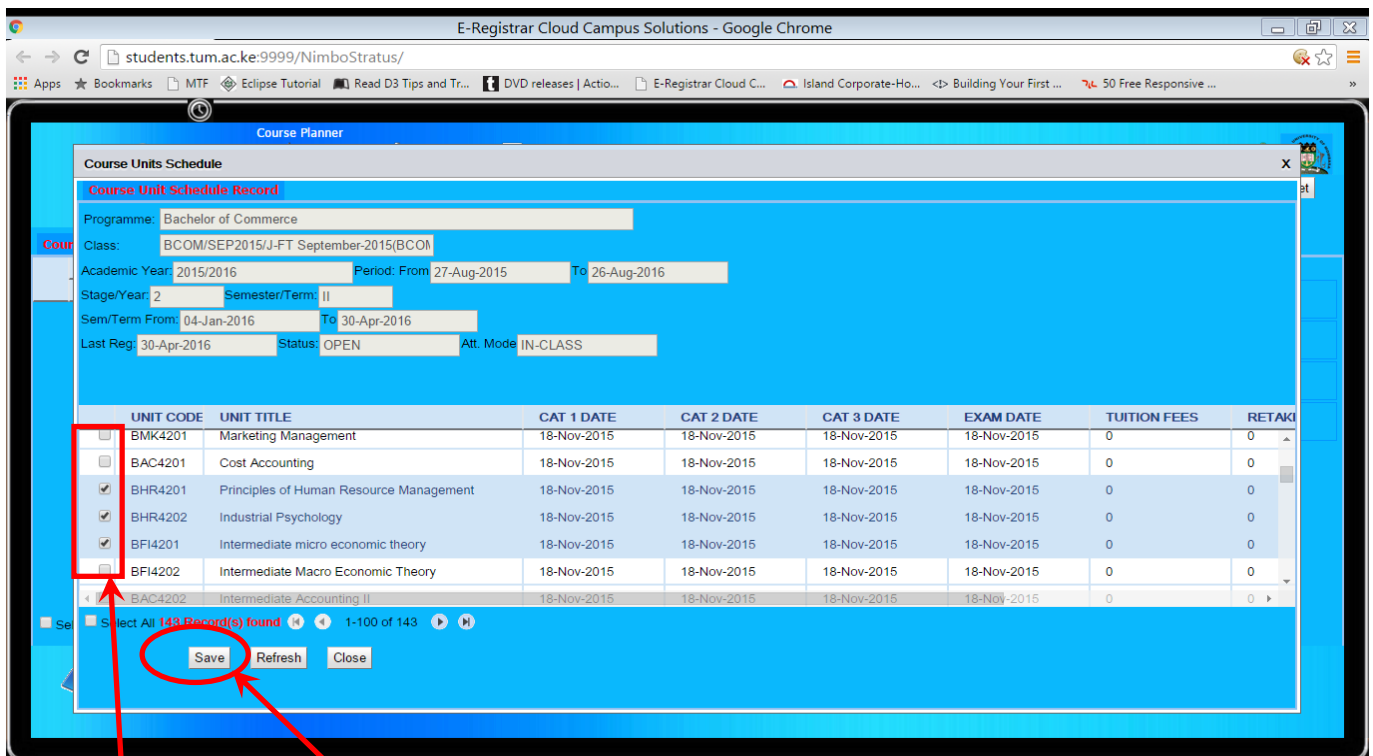 E-Registrar Cloud Campus Solutions - Google Chrome
students.tum.ac.ke:9999/NimboStratus/
Apps Bookmarks MTF Eclipse Tutorial Read D3 Tips and Tr... DVD releases | Actio... E-Registrar Cloud C... Island Corporate-Ho... Building Your First ... 50 Free Responsive ... »
Course Planner
Course Units Schedule x
Course Unit Schedule Record
Programme: Bachelor of Commerce
Cour Class: BCOM/SEP2015/J-FT September-2015(BCOM
Academic Year: 2015/2016 Period: From 27-Aug-2015 To 26-Aug-2016
Stage/Year: 2 Semester/Term: II
Sem/Term From: 04-Jan-2016 To 30-Apr-2016
Last Reg: 30-Apr-2016 Status: OPEN Att. Mode IN-CLASS
UNIT CODE UNIT TITLE CAT 1 DATE CAT 2 DATE CAT 3 DATE EXAM DATE TUITION FEES RETAKE
BMK4201 Marketing Management 18-Nov-2015 18-Nov-2015 18-Nov-2015 18-Nov-2015 0 0
BAC4201 Cost Accounting 18-Nov-2015 18-Nov-2015 18-Nov-2015 18-Nov-2015 0 0
BHR4201 Principles of Human Resource Management 18-Nov-2015 18-Nov-2015 18-Nov-2015 18-Nov-2015 0 0
BHR4202 Industrial Psychology 18-Nov-2015 18-Nov-2015 18-Nov-2015 18-Nov-2015 0 0
BFI4201 Intermediate micro economic theory 18-Nov-2015 18-Nov-2015 18-Nov-2015 18-Nov-2015 0 0
BFI4202 Intermediate Macro Economic Theory 18-Nov-2015 18-Nov-2015 18-Nov-2015 18-Nov-2015 0 0
BAC4202 Intermediate Accounting II 18-Nov-2015 18-Nov-2015 18-Nov-2015 18-Nov-2015 0 0
Sel Select All 143 Record(s) found 1-100 of 143
Save Refresh Close